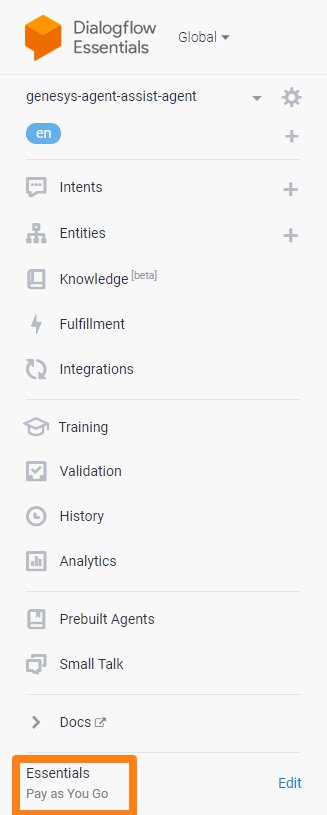 Dialogflow
Essentials
Global
genesys-agent-assist-agent
en
Intents
Entities
Knowledge [beta]
Fulfillment
Integrations
Training
Validation
History
Analytics
Prebuilt Agents
Small Talk
Docs
Essentials
Pay as You Go
Edit